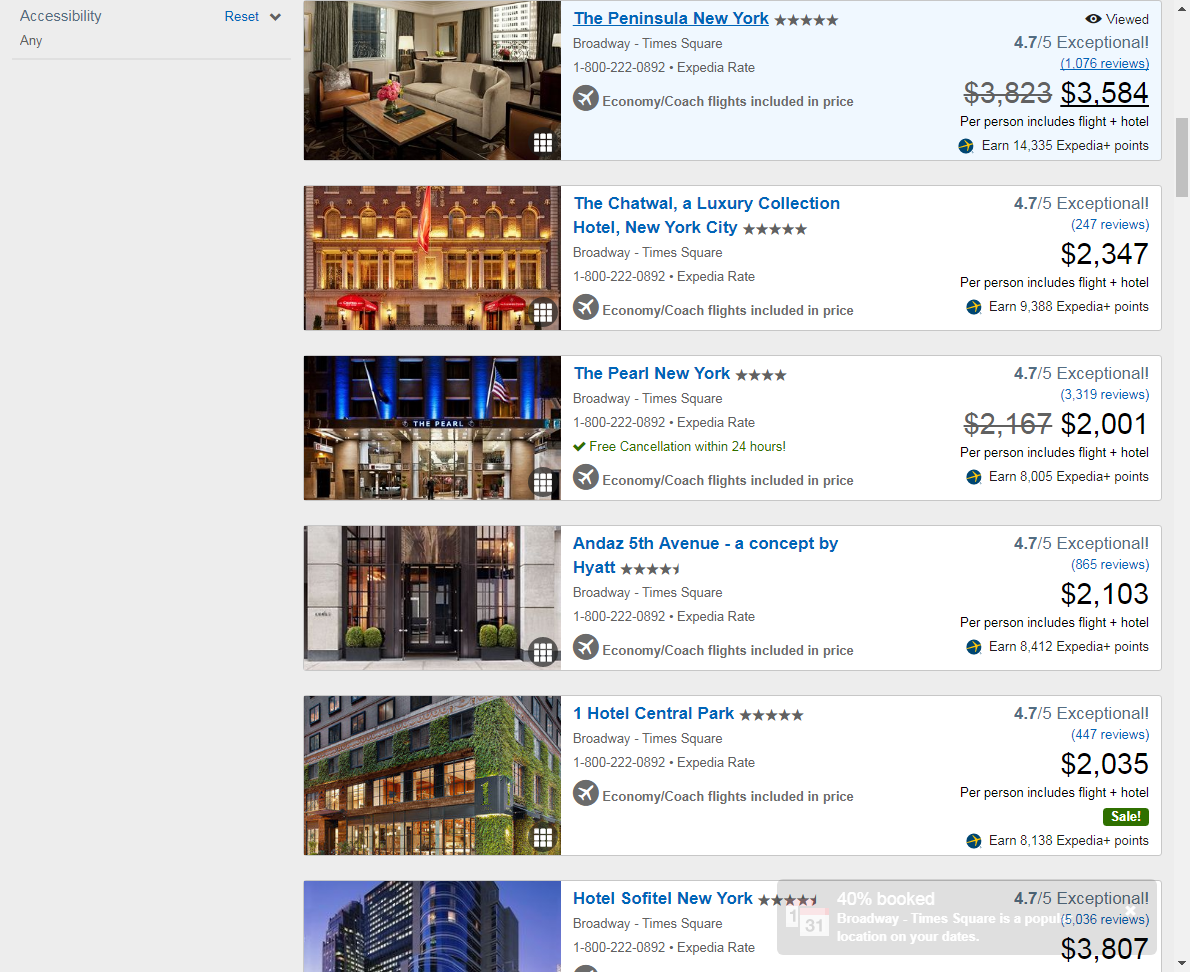 Accessibility
Reset
Any
The Peninsula New York
Viewed
Broadway - Times Square
4.7/5 Exceptional!
1-800-222-0892 • Expedia Rate
(1,076 reviews)
$3,823 $3,584
Economy/Coach flights included in price
Per person includes flight + hotel
Earn 14,335 Expedia+ points
The Chatwal, a Luxury Collection
Hotel, New York City
4.7/5 Exceptional!
(247 reviews)
Broadway - Times Square
$2,347
1-800-222-0892 • Expedia Rate
Per person includes flight + hotel
Economy/Coach flights included in price
Earn 9,388 Expedia+ points
THE PEARL
The Pearl New York
4.7/5 Exceptional!
Broadway - Times Square
(3,319 reviews)
1-800-222-0892 • Expedia Rate
$2,167 $2,001
Free Cancellation within 24 hours!
Per person includes flight + hotel
Economy/Coach flights included in price
Earn 8,005 Expedia+ points
Andaz 5th Avenue - a concept by
Hyatt
4.7/5 Exceptional!
(865 reviews)
Broadway - Times Square
$2,103
1-800-222-0892 • Expedia Rate
Per person includes flight + hotel
Economy/Coach flights included in price
Earn 8,412 Expedia+ points
1 Hotel Central Park
4.7/5 Exceptional!
Broadway - Times Square
(447 reviews)
1-800-222-0892 • Expedia Rate
$2,035
Economy/Coach flights included in price
Per person includes flight + hotel
Sale!
Earn 8,138 Expedia+ points
Hotel Sofitel New York
4.7/5 Exceptional!
Broadway - Times Square
(5,036 reviews)
1-800-222-0892 • Expedia Rate
$3,807
1
31
40% booked
Broadway - Times Square is a popular
location on your dates.